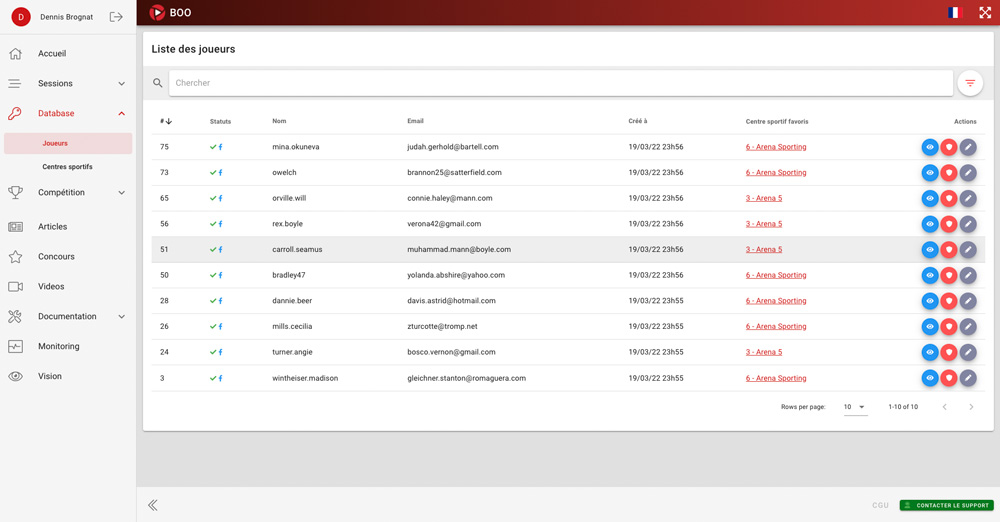 D Dennis Brognat
BOO
Accueil
Sessions
Database
Joueurs
Centres sportifs
Compétition
Articles
Concours
Videos
Documentation
Monitoring
Vision
Liste des joueurs
Chercher
# Statuts Nom Email Créé à Centre sportif favoris Actions
75 mina.okuneva judah.gerhold@bartell.com 19/03/22 23h56 6 - Arena Sporting
73 owelch brannon25@satterfield.com 19/03/22 23h56 6 - Arena Sporting
65 orville.will connie.haley@mann.com 19/03/22 23h56 3 - Arena 5
56 rex.boyle verona42@gmail.com 19/03/22 23h56 3 - Arena 5
51 carroll.seamus muhammad.mann@boyle.com 19/03/22 23h56 3 - Arena 5
50 bradley47 yolanda.abshire@yahoo.com 19/03/22 23h56 6 - Arena Sporting
28 dannie.beer davis.astrid@hotmail.com 19/03/22 23h55 6 - Arena Sporting
26 mills.cecilia zturcotte@tromp.net 19/03/22 23h55 6 - Arena Sporting
24 turner.angie bosco.vernon@gmail.com 19/03/22 23h55 3 - Arena 5
3 wintheiser.madison gleichner.stanton@romaguera.com 19/03/22 23h55 6 - Arena Sporting
Rows per page: 10 1-10 of 10
CGU CONTACTER LE SUPPORT